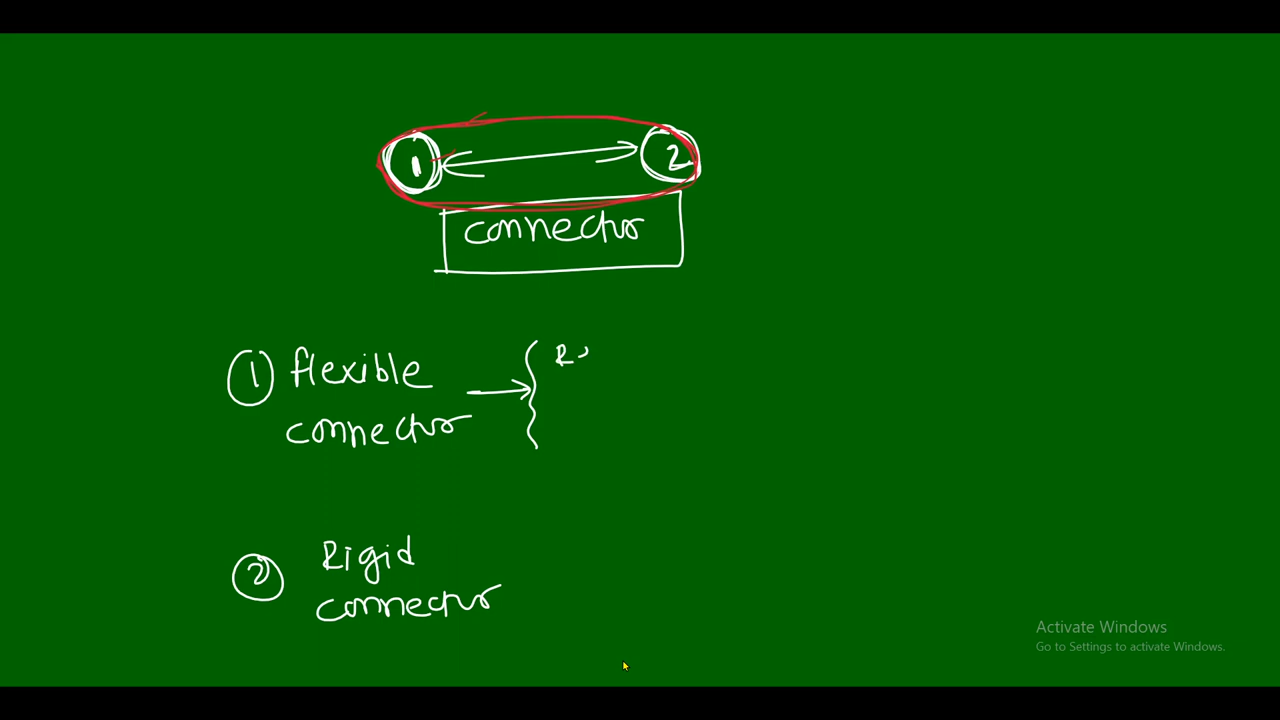 1
2
connector
1 flexible
connector
R
2 Rigid
connector
Activate Windows
Go to Settings to activate Windows.